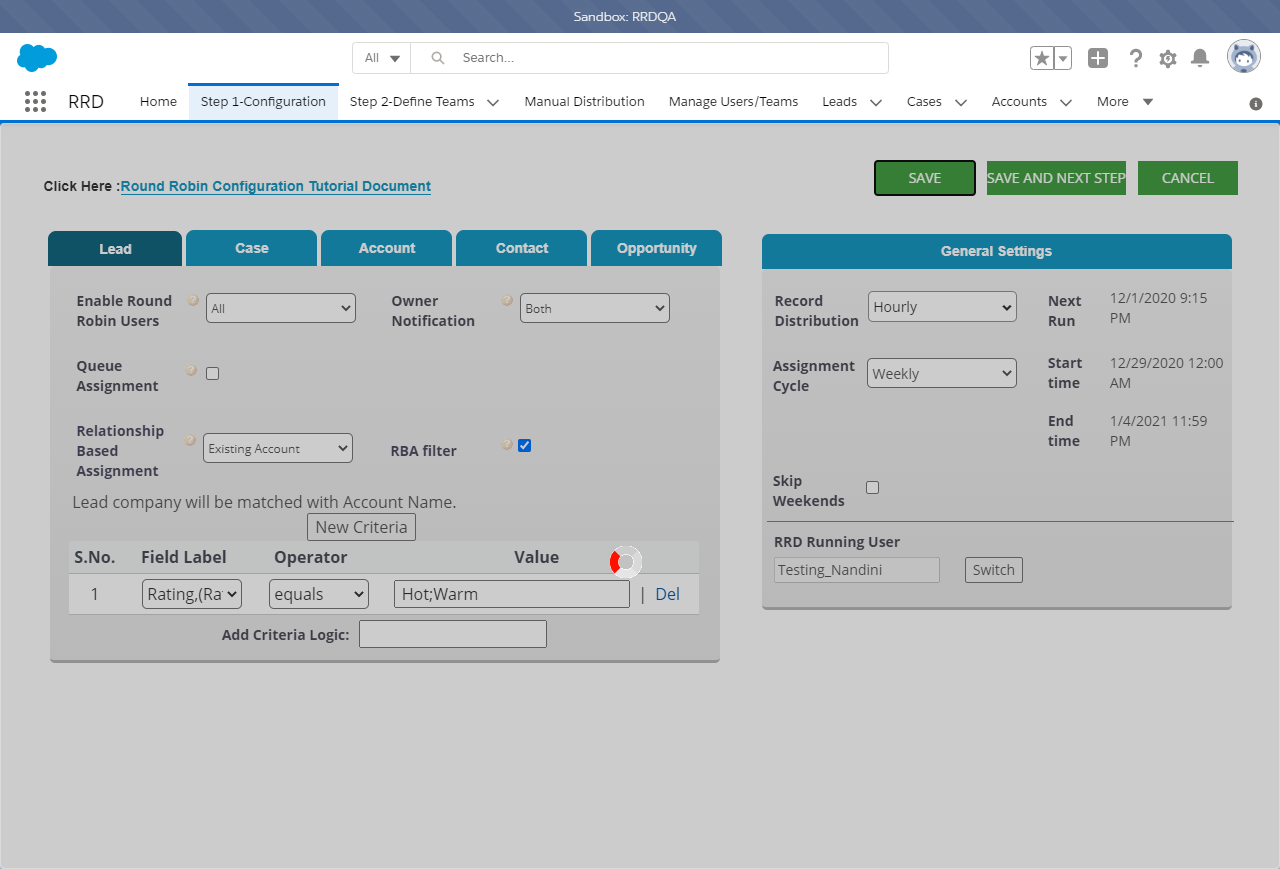 Sandbox: RRDQA
All
Search...
RRD
Home
Step 1-Configuration
Step 2-Define Teams
Manual Distribution
Manage Users/Teams
Leads
Cases
Accounts
More
Click Here :Round Robin Configuration Tutorial Document
SAVE
SAVE AND NEXT STEP
CANCEL
Lead
Case
Account
Contact
Opportunity
Enable Round
Robin Users
All
Owner
Notification
Both
Queue
Assignment
Relationship
Based
Assignment
Existing Account
RBA filter
Lead company will be matched with Account Name.
New Criteria
S.No.
Field Label
Operator
Value
1
Rating,(Ra
equals
Hot;Warm
| Del
Add Criteria Logic:
General Settings
Record
Distribution
Hourly
Next
Run
12/1/2020 9:15
PM
Assignment
Cycle
Weekly
Start
time
12/29/2020 12:00
AM
End
time
1/4/2021 11:59
PM
Skip
Weekends
RRD Running User
Testing_Nandini
Switch